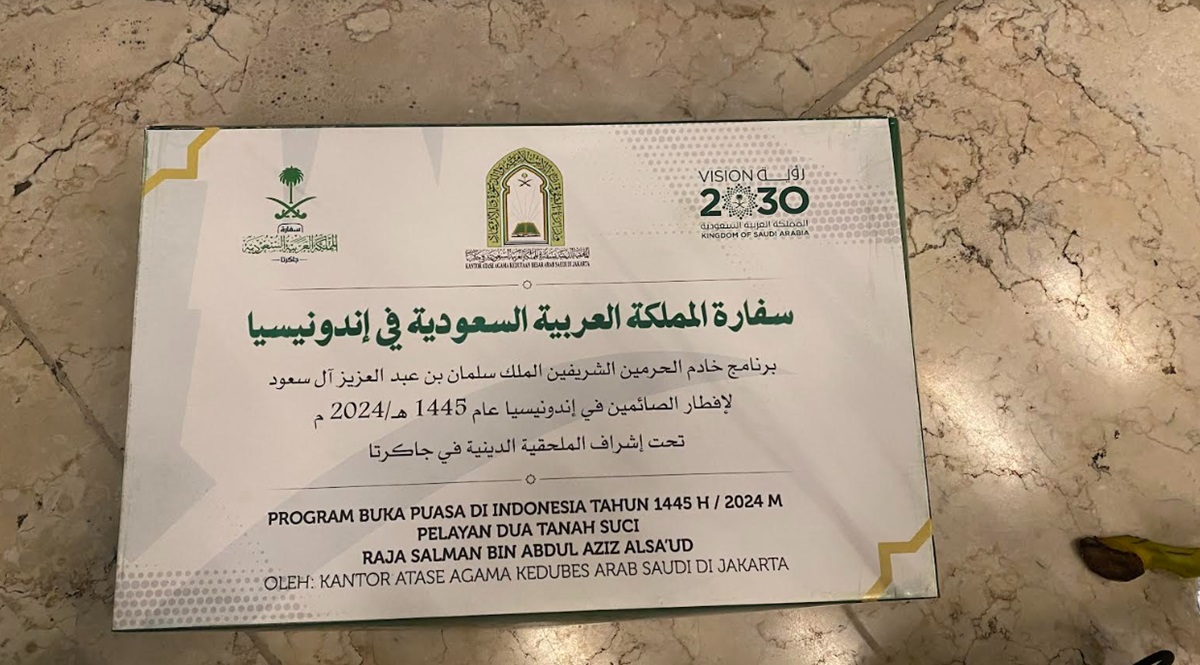 سفارة
المملكة العربية السعودية
جاكرتا
KANTOR ATASE AGAMA KEDUTAAN BESAR ARAB SAUDI DI JAKARTA
VISION رؤيــة
2030
المملكة العربية السعودية
KINGDOM OF SAUDI ARABIA
سفارة المملكة العربية السعودية في إندونيسيا
برنامج خادم الحرمين الشريفين الملك سلمان بن عبد العزيز آل سعود
لإفطار الصائمين في إندونيسيا عام 1445 هـ/2024 م
تحت إشراف الملحقية الدينية في جاكرتا
PROGRAM BUKA PUASA DI INDONESIA TAHUN 1445 H / 2024 M
PELAYAN DUA TANAH SUCI
RAJA SALMAN BIN ABDUL AZIZ ALSA'UD
OLEH: KANTOR ATASE AGAMA KEDUBES ARAB SAUDI DI JAKARTA